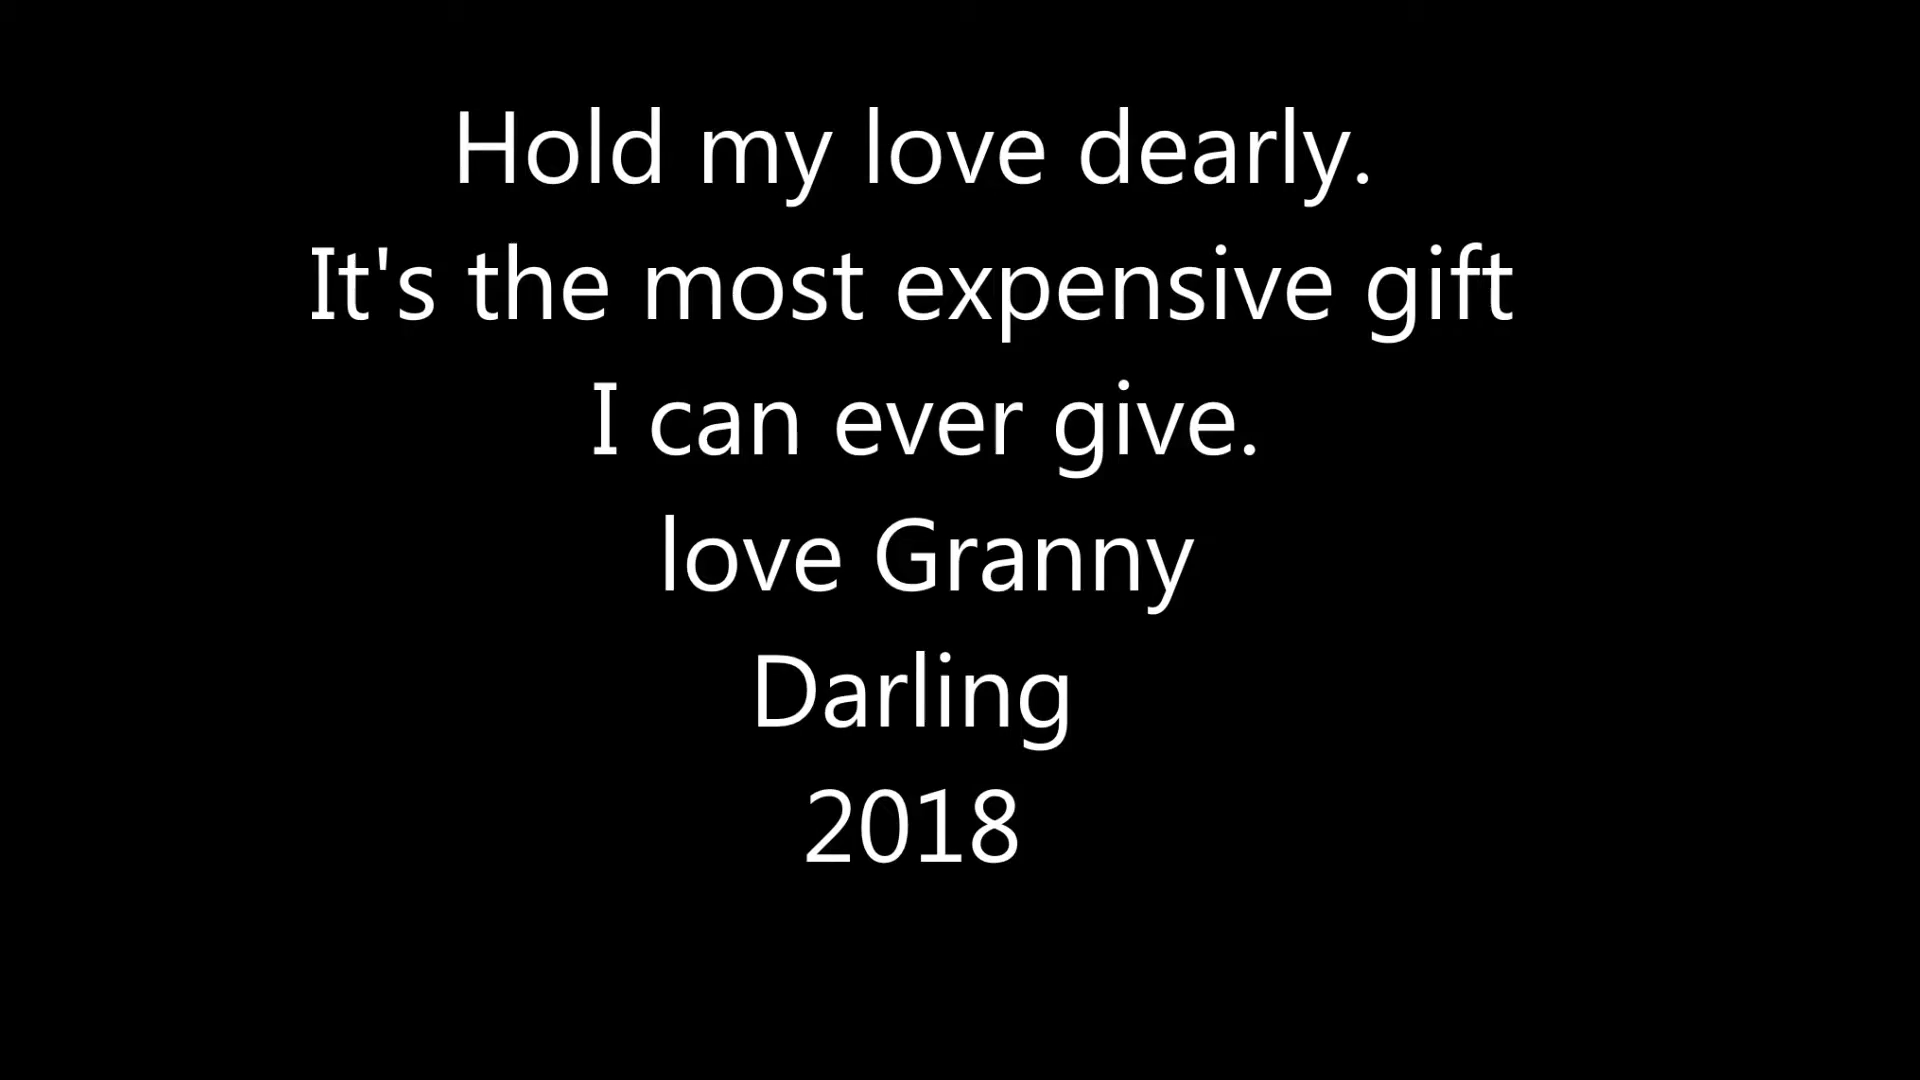 Hold my love dearly.
It's the most expensive gift
I can ever give.
love Granny
Darling
2018